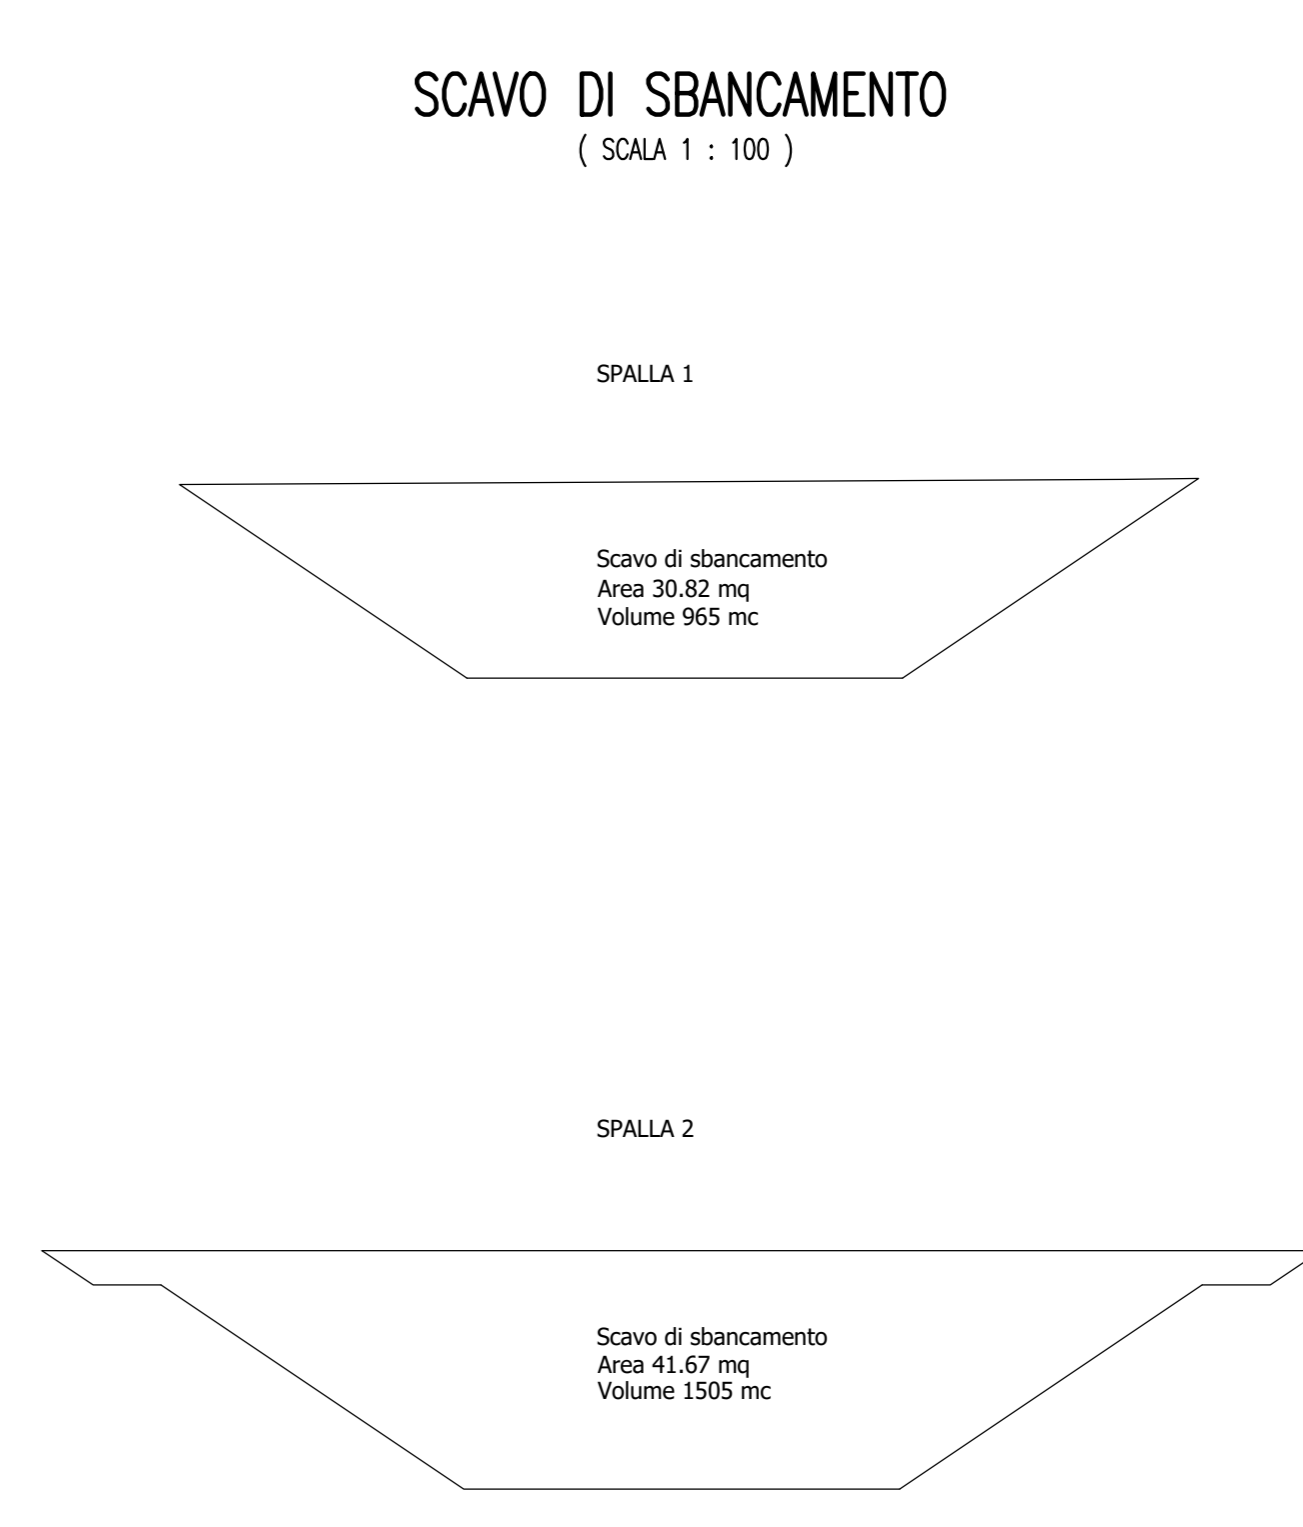 SCAVO DI SBANCAMENTO
( SCALA 1 : 100 )
SPALLA 1
Scavo di sbancamento
Area 30.82 mq
Volume 965 mc
SPALLA 2
Scavo di sbancamento
Area 41.67 mq
Volume 1505 mc